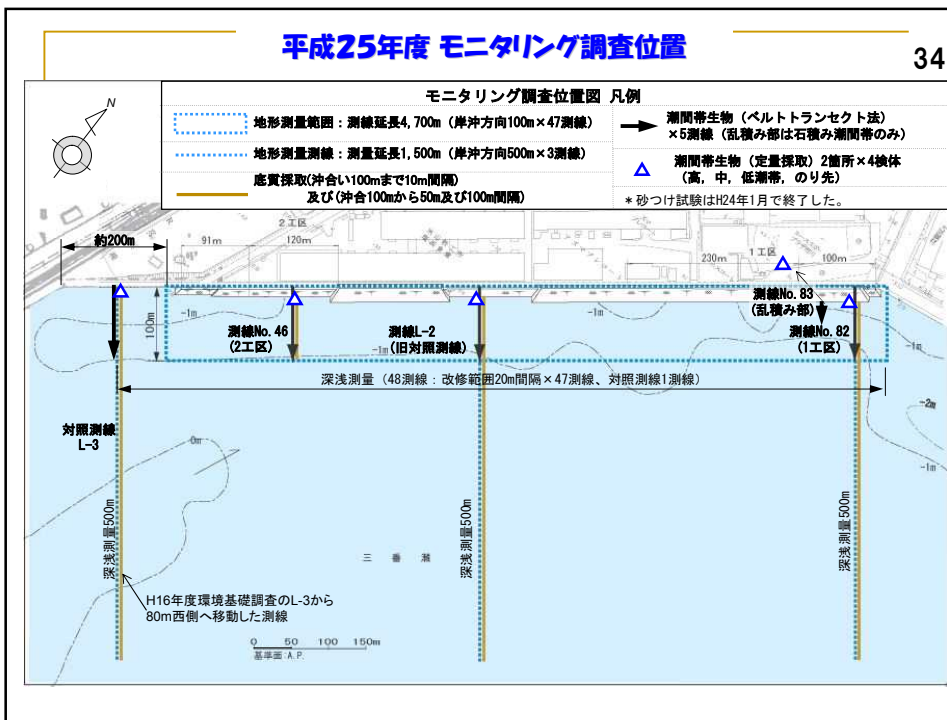 平成25年度 モニタリング調査位置
34
モニタリング調査位置図 凡例
地形測量範囲：測線延長4,700m（岸沖方向100m×47測線）
地形測量測線：測量延長1,500m（岸沖方向500m×3測線）
底質採取(沖合い100mまで10m間隔)
及び(沖合100mから50m及び100m間隔)
潮間帯生物（ベルトトランセクト法）
×5測線（乱積み部は石積み潮間帯のみ）
潮間帯生物（定量採取）2箇所×4検体
（高，中，低潮帯、のり先）
＊砂つけ試験はH24年1月で終了した。
N
約200m
2工区
91m
120m
230m
1工区
100m
100m
-1m
-1m
-1m
-1m
-1m
-2m
0m
測線No.46
(2工区)
測線L-2
(旧対照測線)
測線No.83
(乱積み部)
測線No.82
(1工区)
深浅測量（48測線：改修範囲20m間隔×47測線、対照測線1測線）
対照測線
L-3
深浅測量500m
深浅測量500m
深浅測量500m
三番瀬
H16年度環境基礎調査のL-3から
80m西側へ移動した測線
0 50 100 150m
基準面:A.P.